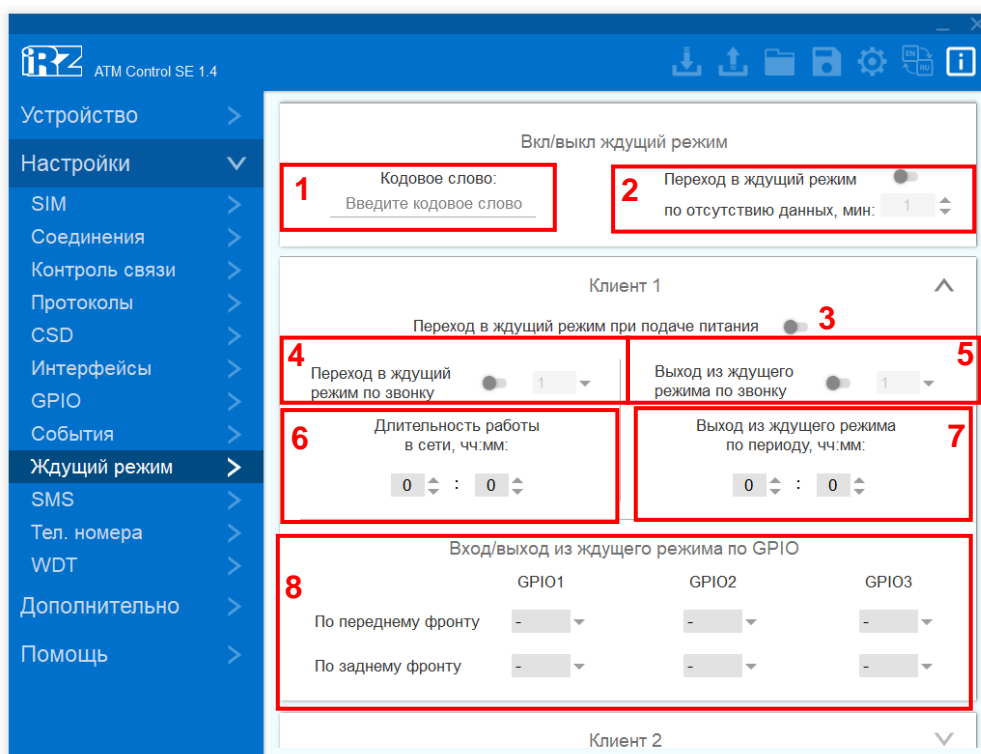 iRZ ATM Control SE 1.4
EN RU i
Устройство
Настройки
SIM
Соединения
Контроль связи
Протоколы
CSD
Интерфейсы
GPIO
События
Ждущий режим
SMS
Тел. номера
WDT
Дополнительно
Помощь
Вкл/выкл ждущий режим
1
Кодовое слово:
Введите кодовое слово
2
Переход в ждущий режим
по отсутствию данных, мин: 1
Клиент 1
Переход в ждущий режим при подаче питания 3
4
Переход в ждущий
режим по звонку 1
5
Выход из ждущего
режима по звонку 1
6
Длительность работы
в сети, чч:мм:
0 : 0
7
Выход из ждущего режима
по периоду, чч:мм:
0 : 0
8
Вход/выход из ждущего режима по GPIO
GPIO1 GPIO2 GPIO3
По переднему фронту - - -
По заднему фронту - - -
Клиент 2